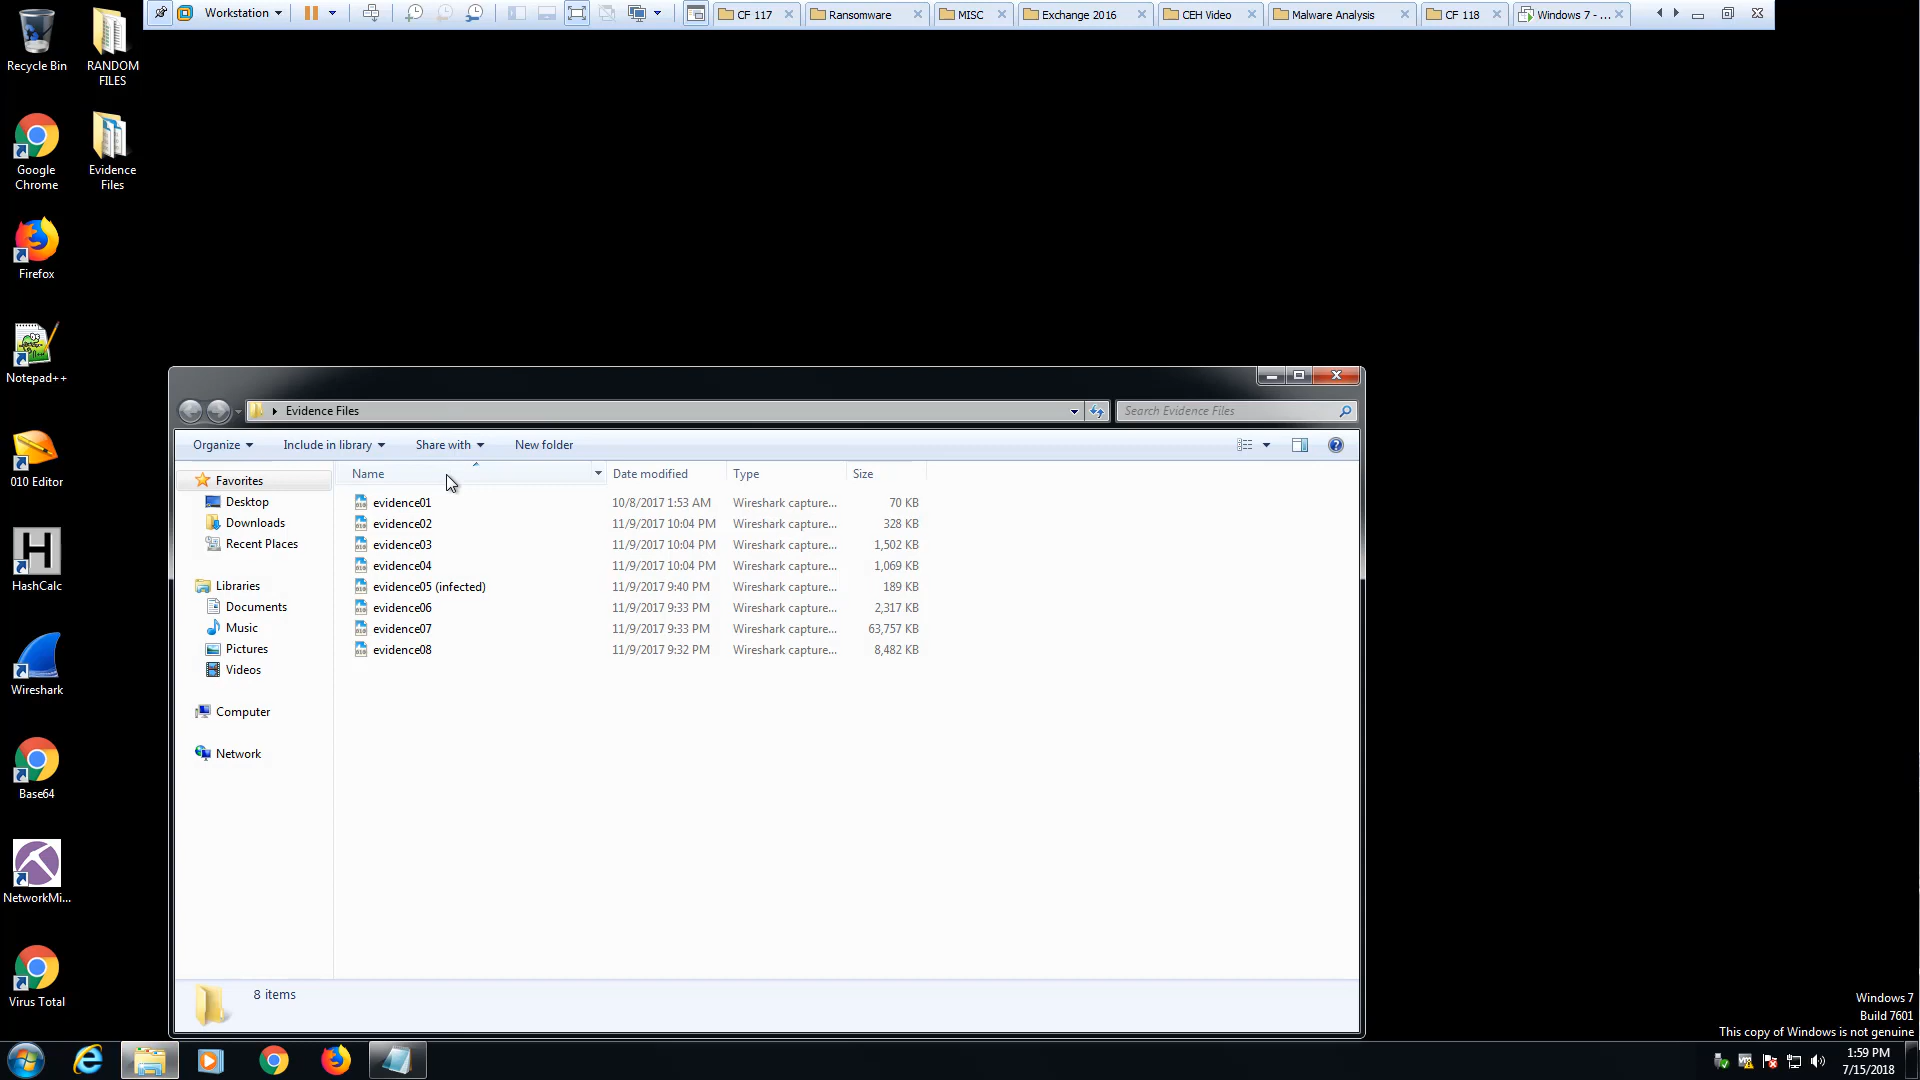 Workstation
CF 117
Ransomware
MISC
Exchange 2016
CEH Video
Malware Analysis
CF 118
Windows 7 - ...
Recycle Bin
RANDOM
FILES
Google
Chrome
Evidence
Files
Firefox
Notepad++
010 Editor
HashCalc
Wireshark
Base64
NetworkMi...
Virus Total
Evidence Files
Search Evidence Files
Organize
Include in library
Share with
New folder
Name Date modified Type Size
Favorites
Desktop
Downloads
Recent Places
Libraries
Documents
Music
Pictures
Videos
Computer
Network
evidence01 10/8/2017 1:53 AM Wireshark capture... 70 KB
evidence02 11/9/2017 10:04 PM Wireshark capture... 328 KB
evidence03 11/9/2017 10:04 PM Wireshark capture... 1,502 KB
evidence04 11/9/2017 10:04 PM Wireshark capture... 1,069 KB
evidence05 (infected) 11/9/2017 9:40 PM Wireshark capture... 189 KB
evidence06 11/9/2017 9:33 PM Wireshark capture... 2,317 KB
evidence07 11/9/2017 9:33 PM Wireshark capture... 63,757 KB
evidence08 11/9/2017 9:32 PM Wireshark capture... 8,482 KB
8 items
Windows 7
Build 7601
This copy of Windows is not genuine
1:59 PM
7/15/2018